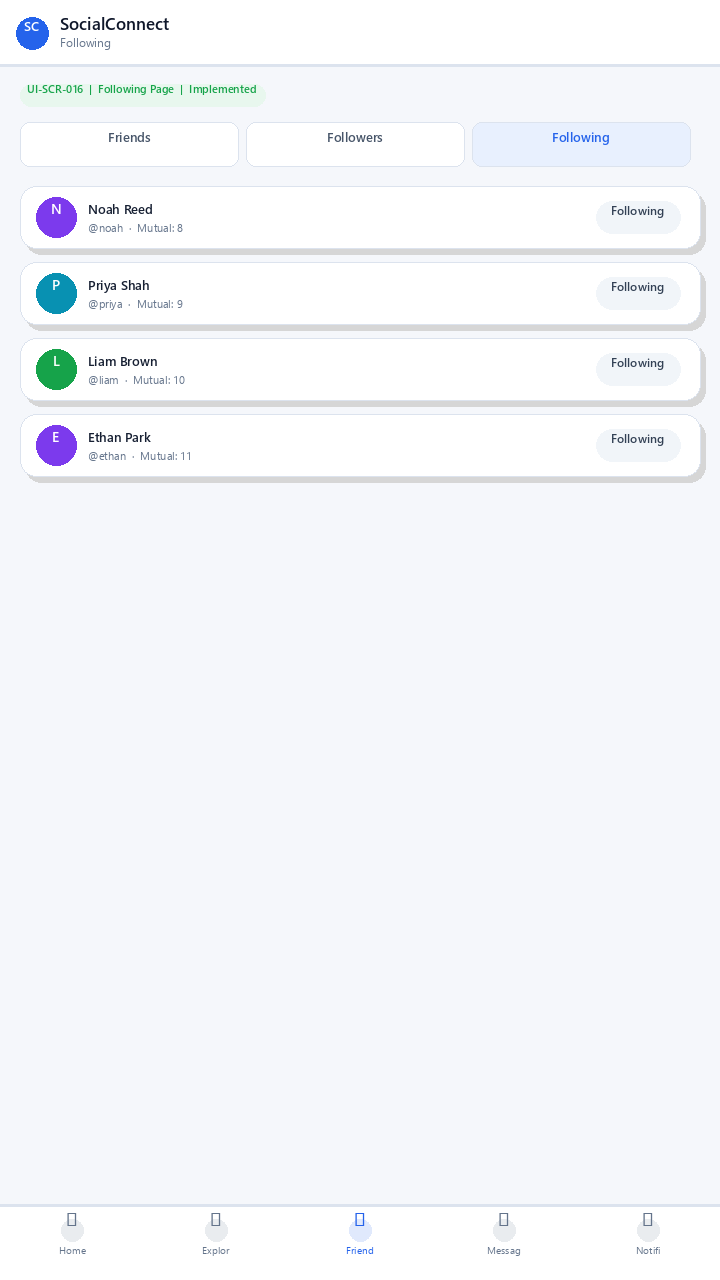 SC
SocialConnect
Following
UI-SCR-016 | Following Page | Implemented
Friends
Followers
Following
N
Noah Reed
@noah · Mutual: 8
Following
P
Priya Shah
@priya · Mutual: 9
Following
L
Liam Brown
@liam · Mutual: 10
Following
E
Ethan Park
@ethan · Mutual: 11
Following
Home
Explor
Friend
Messag
Notifi